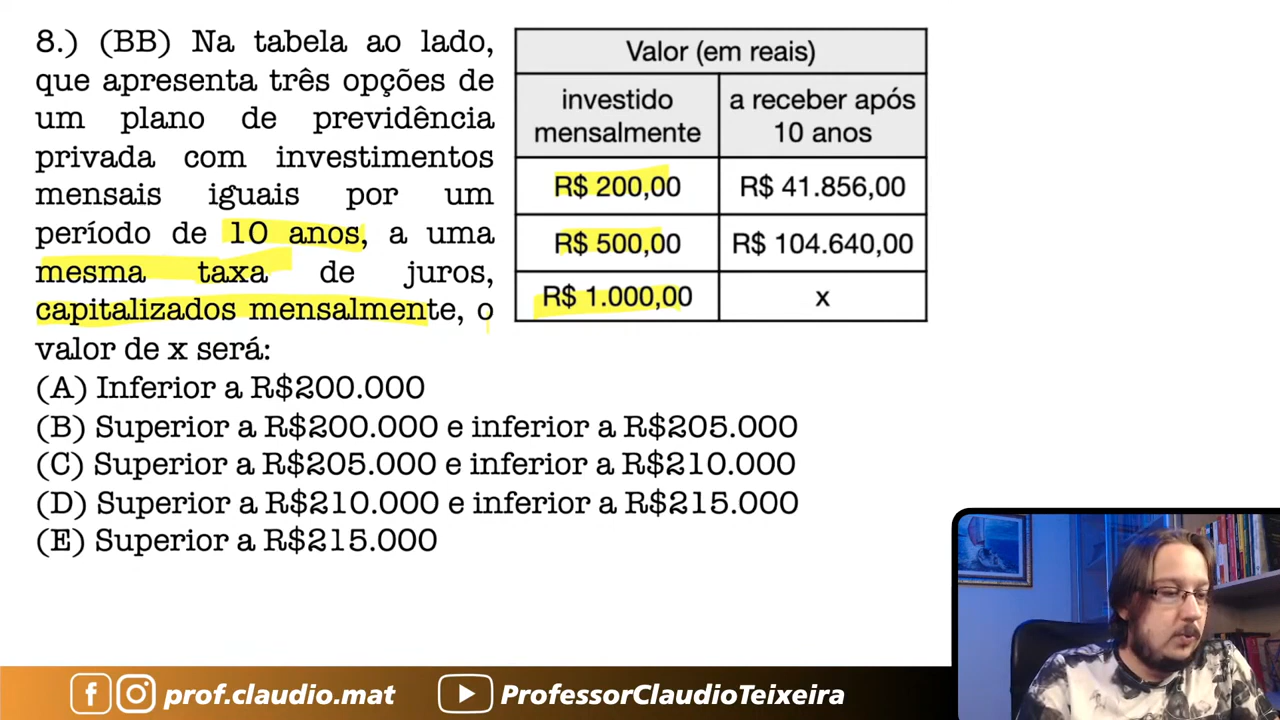 8.) (BB) Na tabela ao lado,
que apresenta três opções de
um plano de previdência
privada com investimentos
mensais iguais por um
período de 10 anos, a uma
mesma taxa de juros,
capitalizados mensalmente, o
valor de x será:
(A) Inferior a R$200.000
(B) Superior a R$200.000 e inferior a R$205.000
(C) Superior a R$205.000 e inferior a R$210.000
(D) Superior a R$210.000 e inferior a R$215.000
(E) Superior a R$215.000
Valor (em reais)
investido mensalmente | a receber após 10 anos
R$ 200,00 | R$ 41.856,00
R$ 500,00 | R$ 104.640,00
R$ 1.000,00 | x
prof.claudio.mat ProfessorClaudioTeixeira